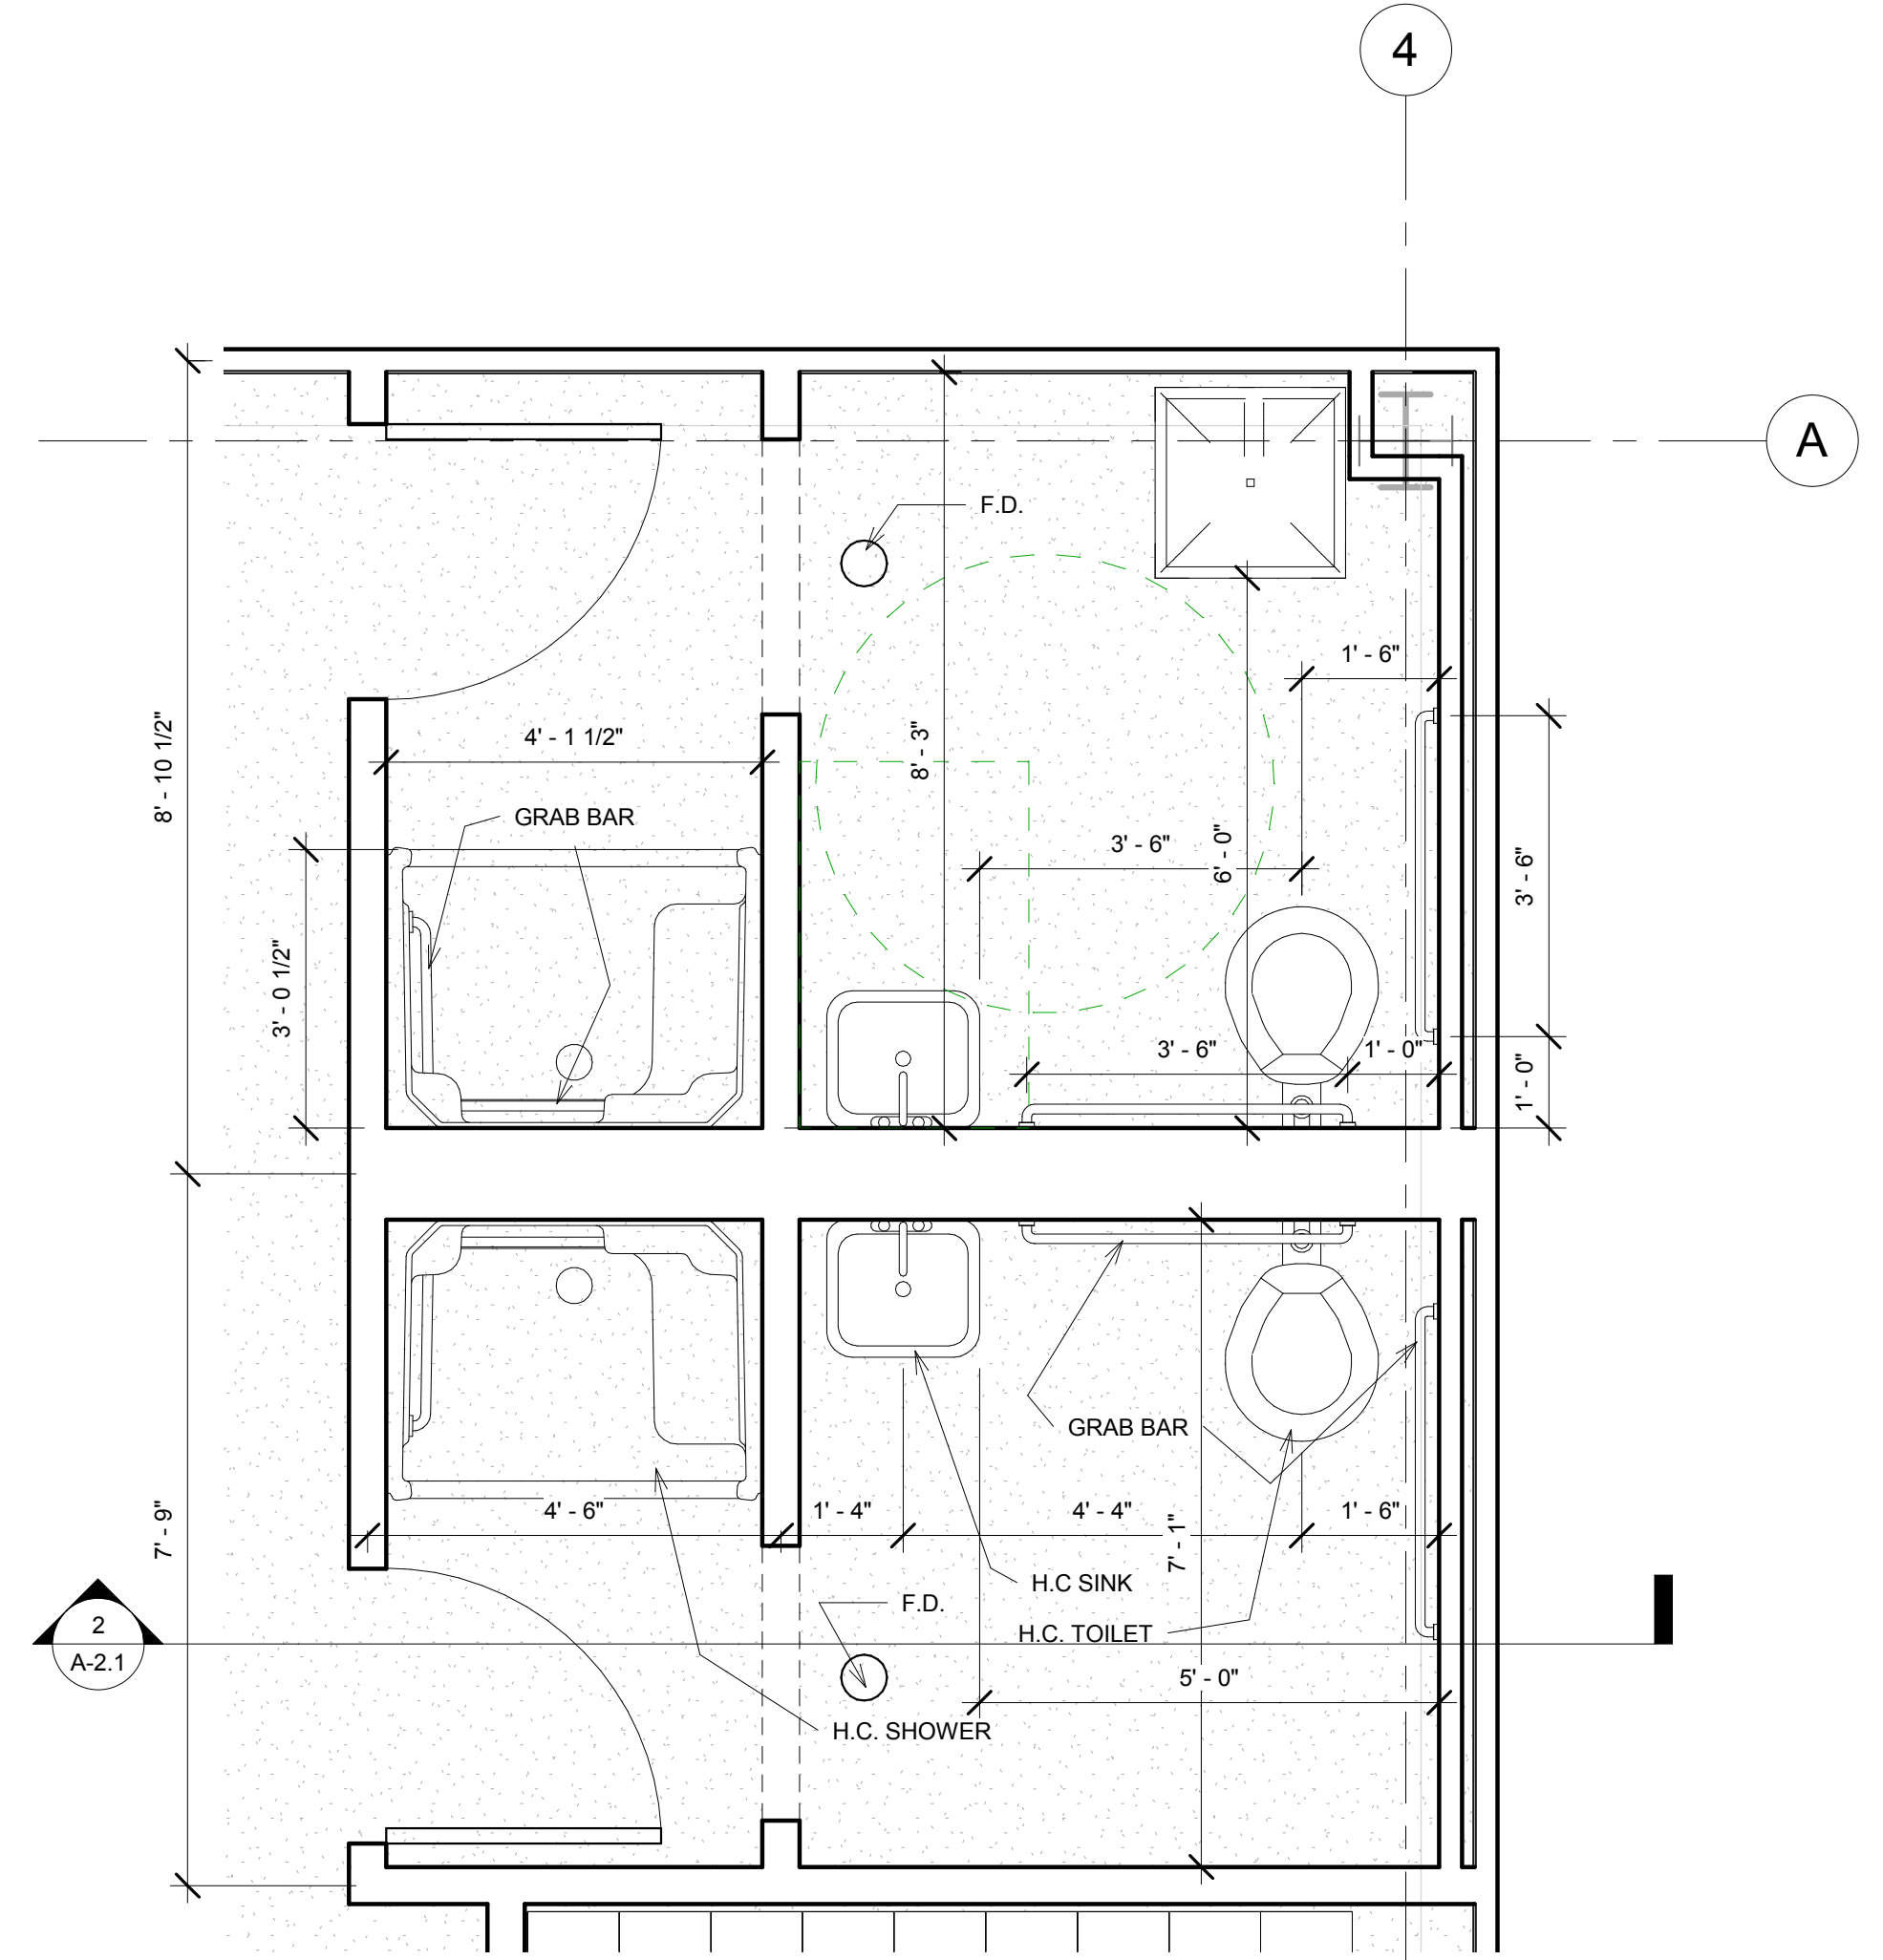 4
A
F.D.
1' - 6"
4' - 1 1/2"
8' - 3"
8' - 10 1/2"
GRAB BAR
3' - 6"
6' - 0"
3' - 6"
3' - 0 1/2"
3' - 6"
1' - 0"
1' - 0"
GRAB BAR
4' - 6"
1' - 4"
4' - 4"
1' - 6"
7' - 9"
7' - 1"
H.C SINK
F.D.
H.C. TOILET
2
A-2.1
5' - 0"
H.C. SHOWER